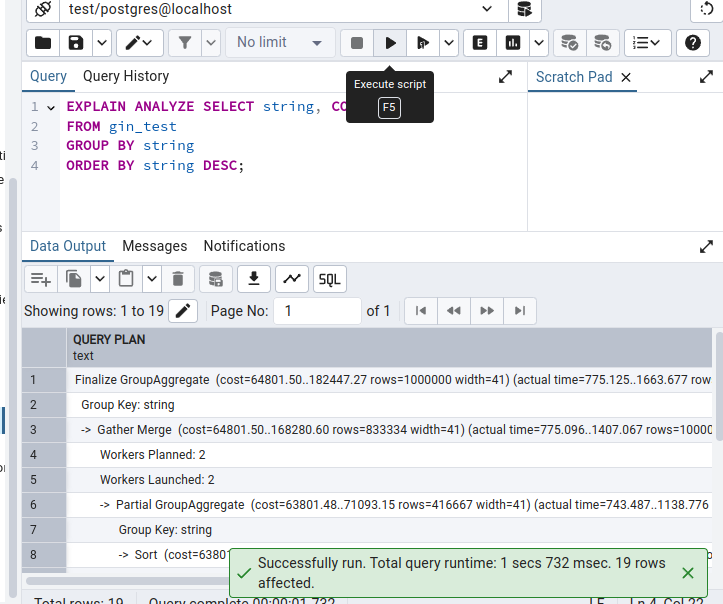 test/postgres@localhost
No limit
E
Query
Query History
Scratch Pad
Execute script
F5
1 EXPLAIN ANALYZE SELECT string,
2 FROM gin_test
3 GROUP BY string
4 ORDER BY string DESC;
Data Output
Messages
Notifications
SQL
Showing rows: 1 to 19
Page No: 1 of 1
QUERY PLAN
text
1 Finalize GroupAggregate (cost=64801.50..182447.27 rows=1000000 width=41) (actual time=775.125..1663.677 row
2 Group Key: string
3 -> Gather Merge (cost=64801.50..168280.60 rows=833334 width=41) (actual time=775.096..1407.067 rows=10000
4 Workers Planned: 2
5 Workers Launched: 2
6 -> Partial GroupAggregate (cost=63801.48..71093.15 rows=416667 width=41) (actual time=743.487..1138.776
7 Group Key: string
8 -> Sort (cost=6380
Successfully run. Total query runtime: 1 secs 732 msec. 19 rows
affected.
Total rows: 19
Query complete 00:00:01.732
LF
Ln 4, Col 22